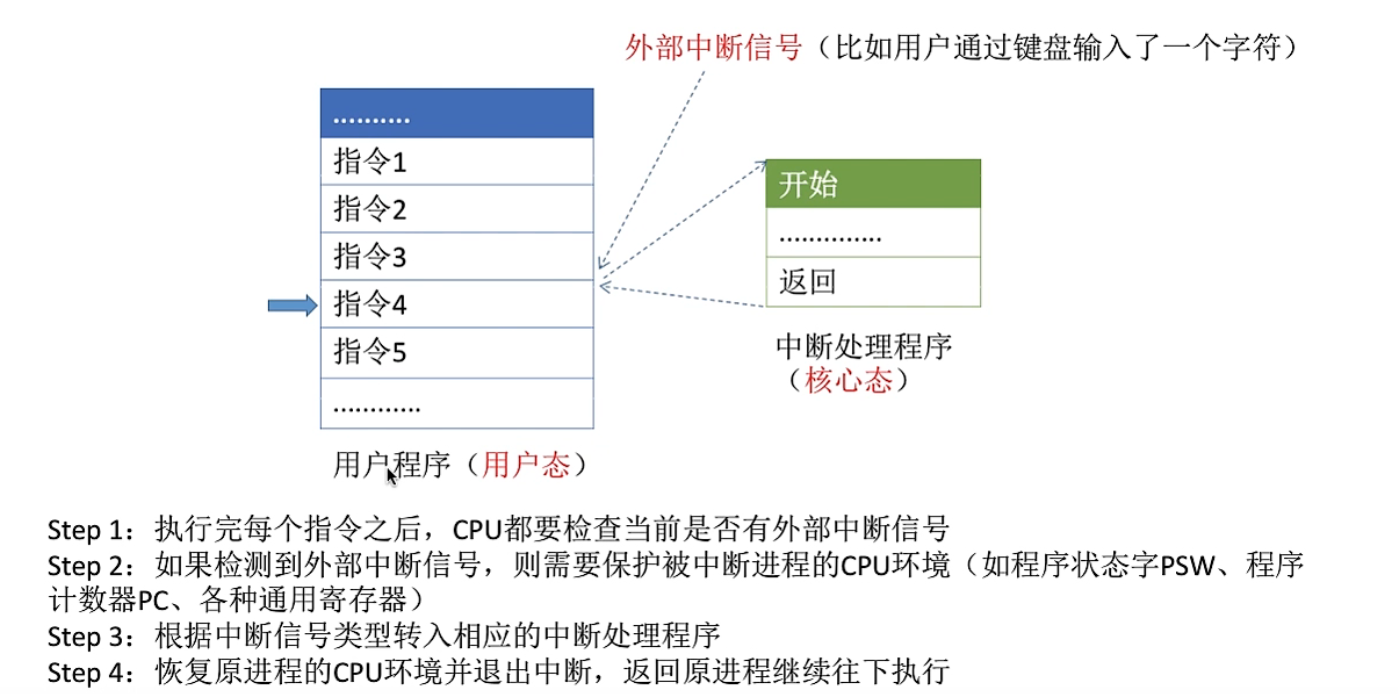 外部中断信号（比如用户通过键盘输入了一个字符）
..........
指令1
指令2
指令3
指令4
指令5
............
用户程序（用户态）
开始
..............
返回
中断处理程序
（核心态）
Step 1：执行完每个指令之后，CPU都要检查当前是否有外部中断信号
Step 2：如果检测到外部中断信号，则需要保护被中断进程的CPU环境（如程序状态字PSW、程序
计数器PC、各种通用寄存器）
Step 3：根据中断信号类型转入相应的中断处理程序
Step 4：恢复原进程的CPU环境并退出中断，返回原进程继续往下执行